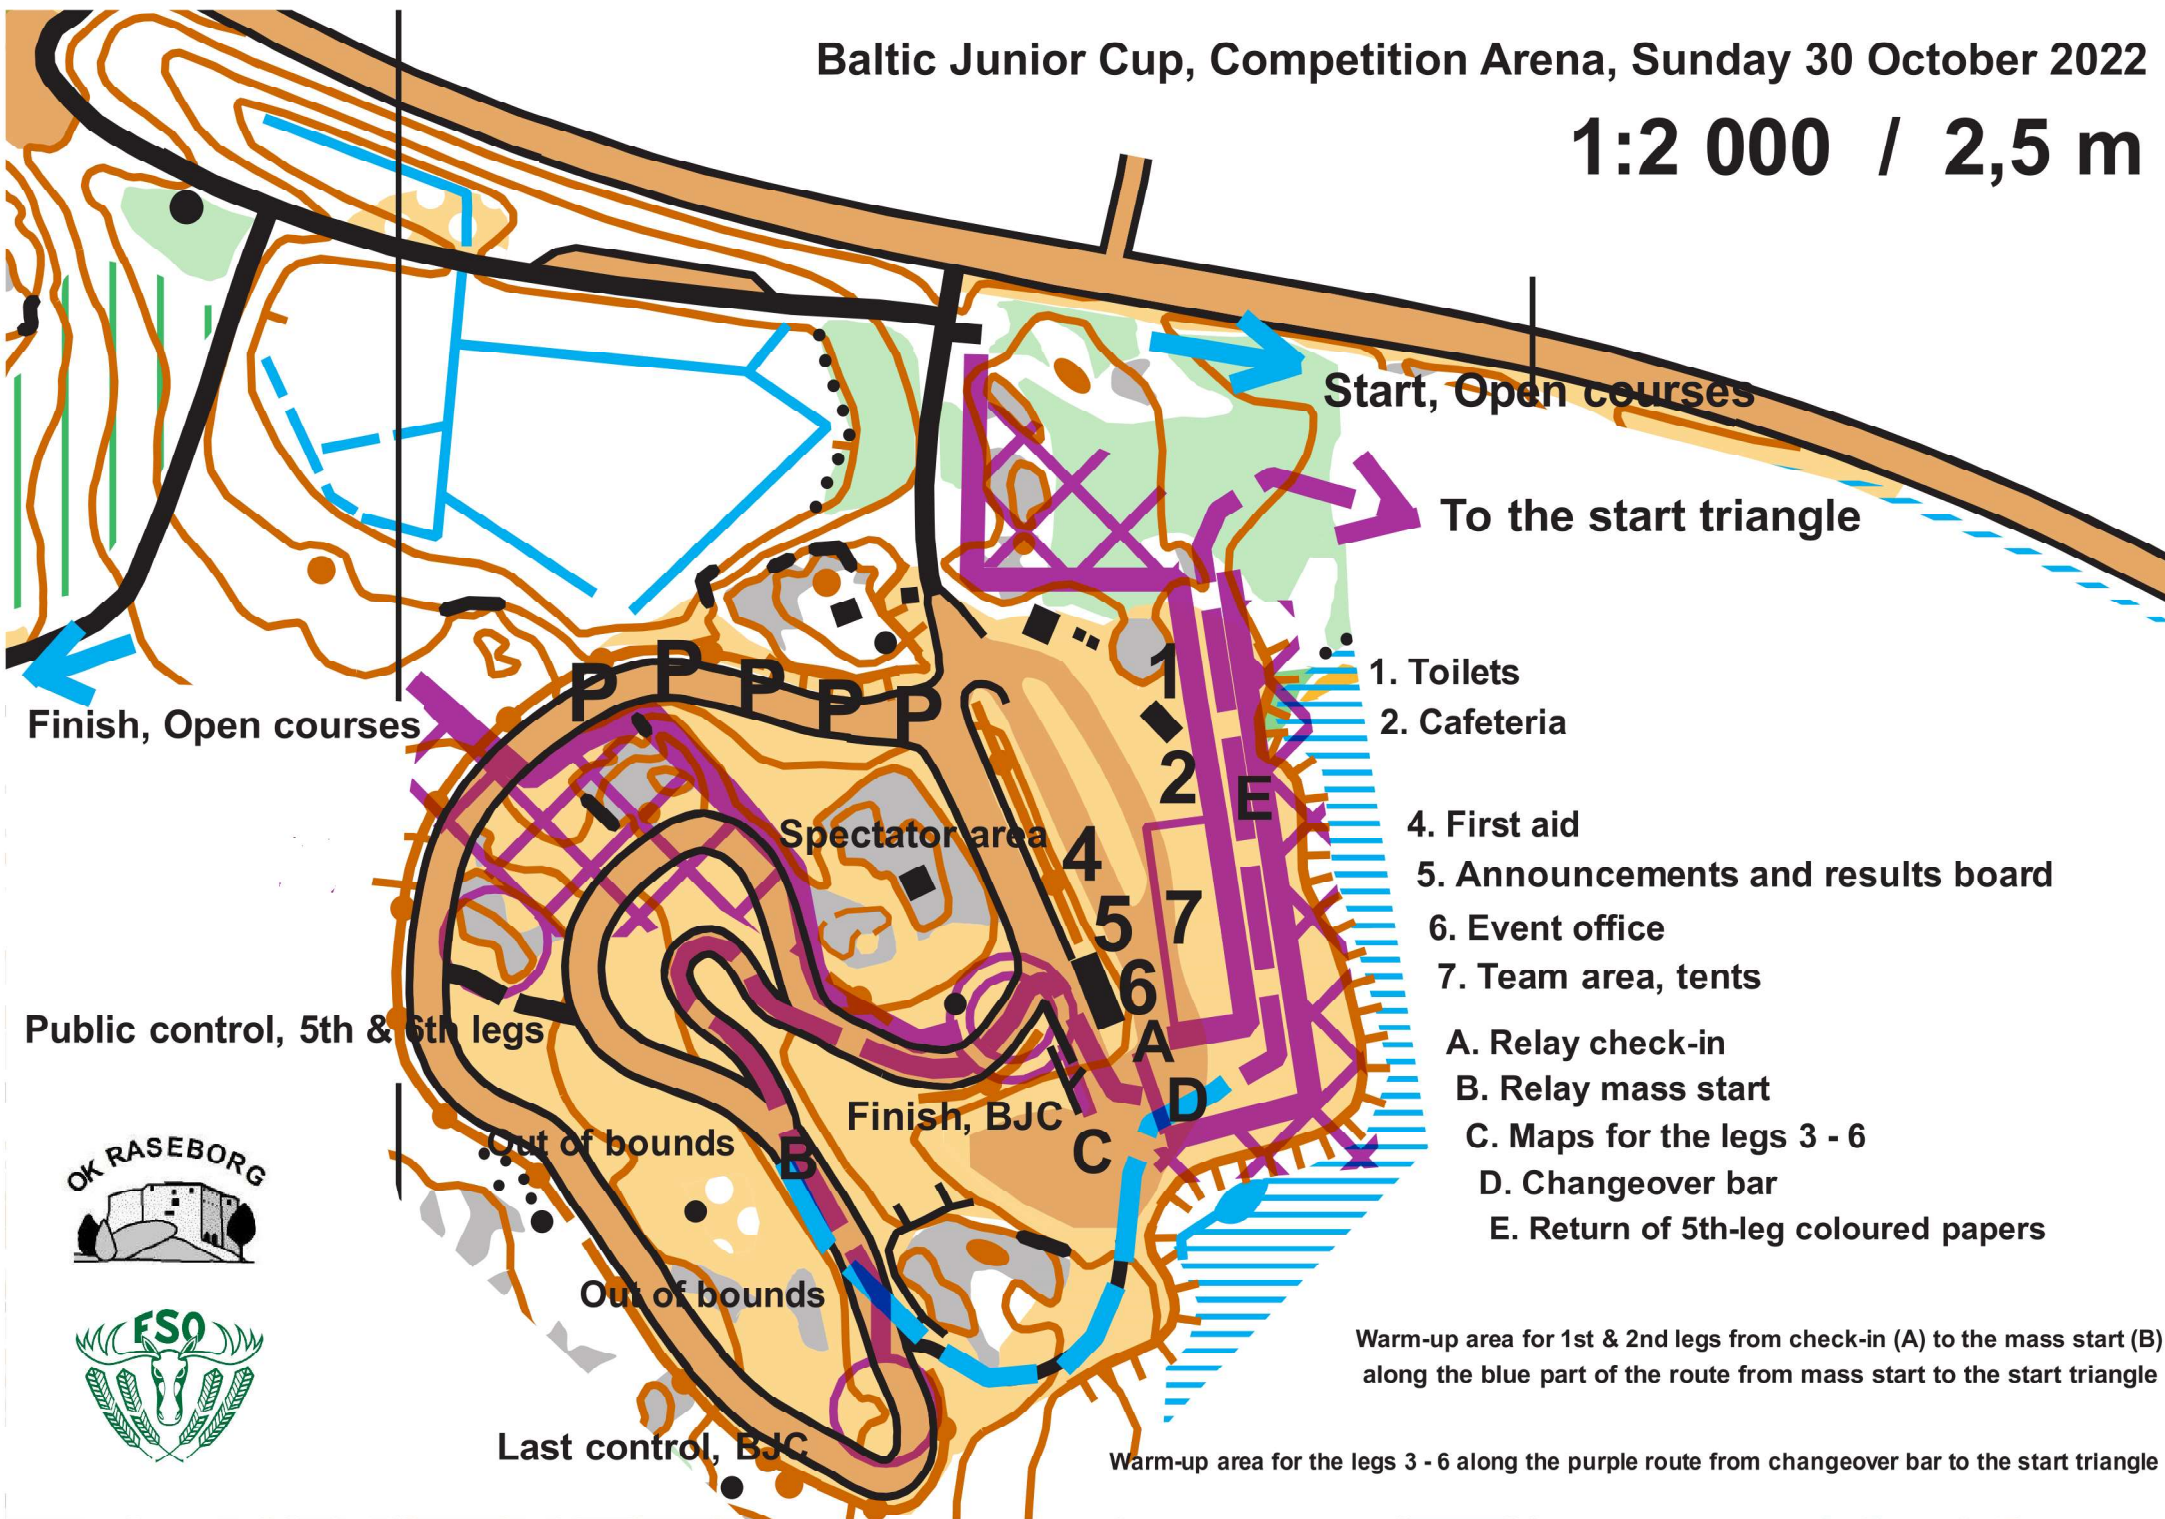 Baltic Junior Cup, Competition Arena, Sunday 30 October 2022
1:2 000 / 2,5 m
Start, Open courses
To the start triangle
P P P P P
Finish, Open courses
1
2
E
Spectator area
4
5
7
6
A
D
C
B
1. Toilets
2. Cafeteria
4. First aid
5. Announcements and results board
6. Event office
7. Team area, tents
A. Relay check-in
B. Relay mass start
C. Maps for the legs 3 - 6
D. Changeover bar
E. Return of 5th-leg coloured papers
Public control, 5th & 6th legs
Finish, BJC
Out of bounds
Out of bounds
Last control, BJC
OK RASEBORG
FSO
Warm-up area for 1st & 2nd legs from check-in (A) to the mass start (B)
along the blue part of the route from mass start to the start triangle
Warm-up area for the legs 3 - 6 along the purple route from changeover bar to the start triangle